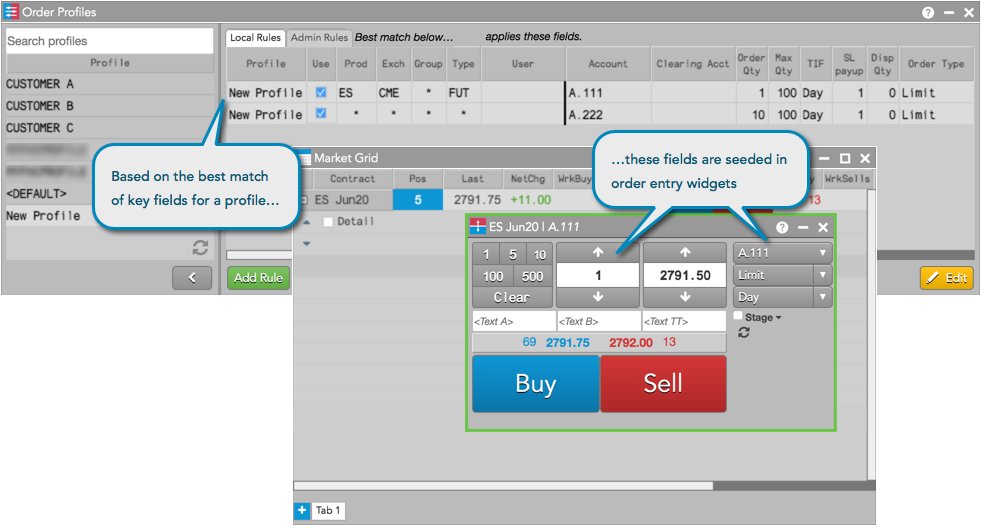 Order Profiles
Search profiles
Profile
CUSTOMER A
CUSTOMER B
CUSTOMER C
<DEFAULT>
New Profile
Local Rules Admin Rules Best match below... applies these fields.
Profile Use Prod Exch Group Type User Account Clearing Acct Order Qty Max Qty TIF SL payup Disp Qty Order Type
New Profile ES CME * FUT A.111 1 100 Day 1 0 Limit
New Profile * * * * A.222 10 100 Day 1 0 Limit
Based on the best match
of key fields for a profile...
<
Add Rule
Edit
Market Grid
Contract Pos Last NetChg WrkBuy WrkSells
ES Jun20 5 2791.75 +11.00 13
Detail
...these fields are seeded in
order entry widgets
ES Jun20 | A.111
1 5 10
100 500
Clear
1
2791.50
A.111
Limit
Day
Stage
<Text A> <Text B> <Text TT>
69 2791.75 2792.00 13
Buy Sell
+ Tab 1